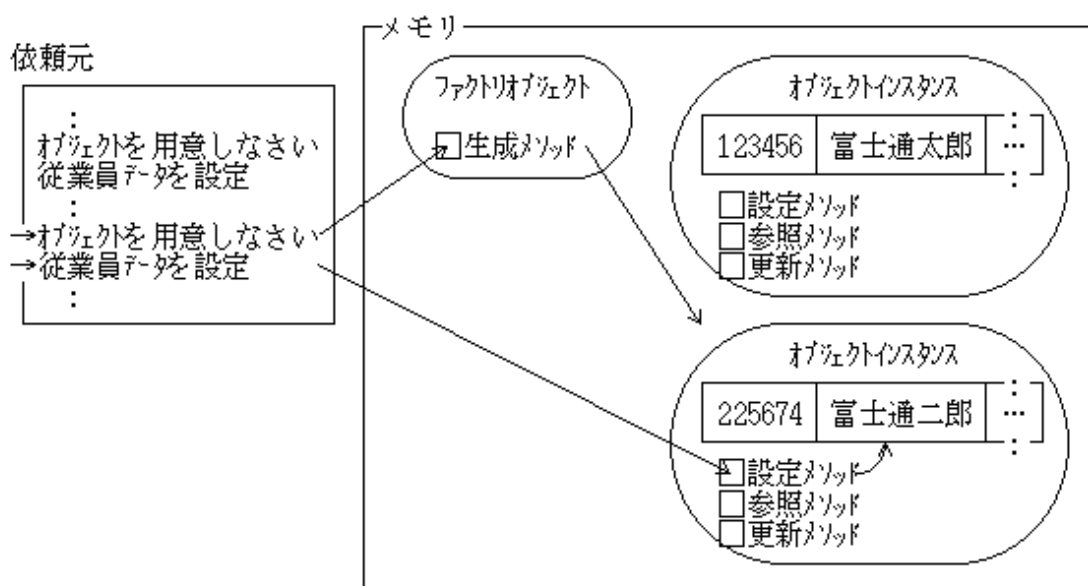 メモリ
依頼元
:
オブジェクトを用意しなさい
従業員データを設定
:
→オブジェクトを用意しなさい
→従業員データを設定
:
ファクトリオブジェクト
□生成メソッド
オブジェクトインスタンス
:
123456 富士通太郎 …
:
□設定メソッド
□参照メソッド
□更新メソッド
オブジェクトインスタンス
:
225674 富士通二郎 …
:
□設定メソッド
□参照メソッド
□更新メソッド